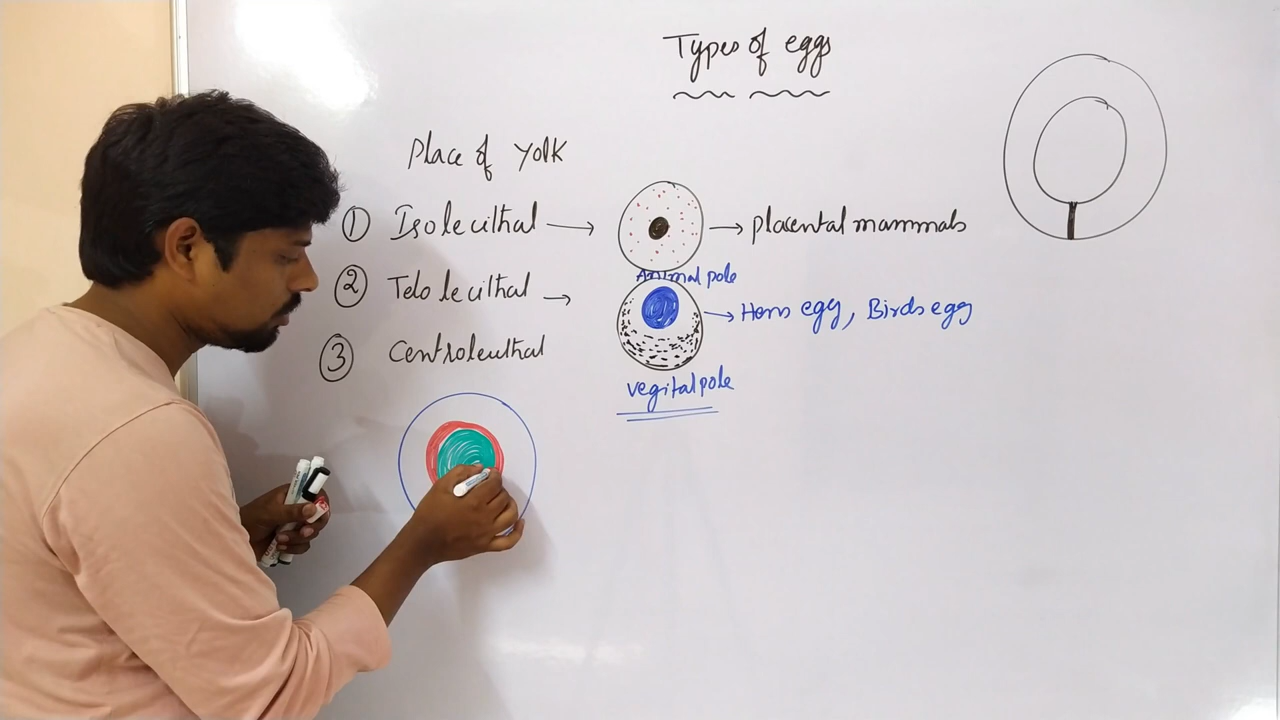 Types of eggs
Place of Yolk
① Isolecithal → → placental mammals
② Telolecithal → Animal pole → Hens egg, Birds egg
③ Centrolecithal
vegital pole